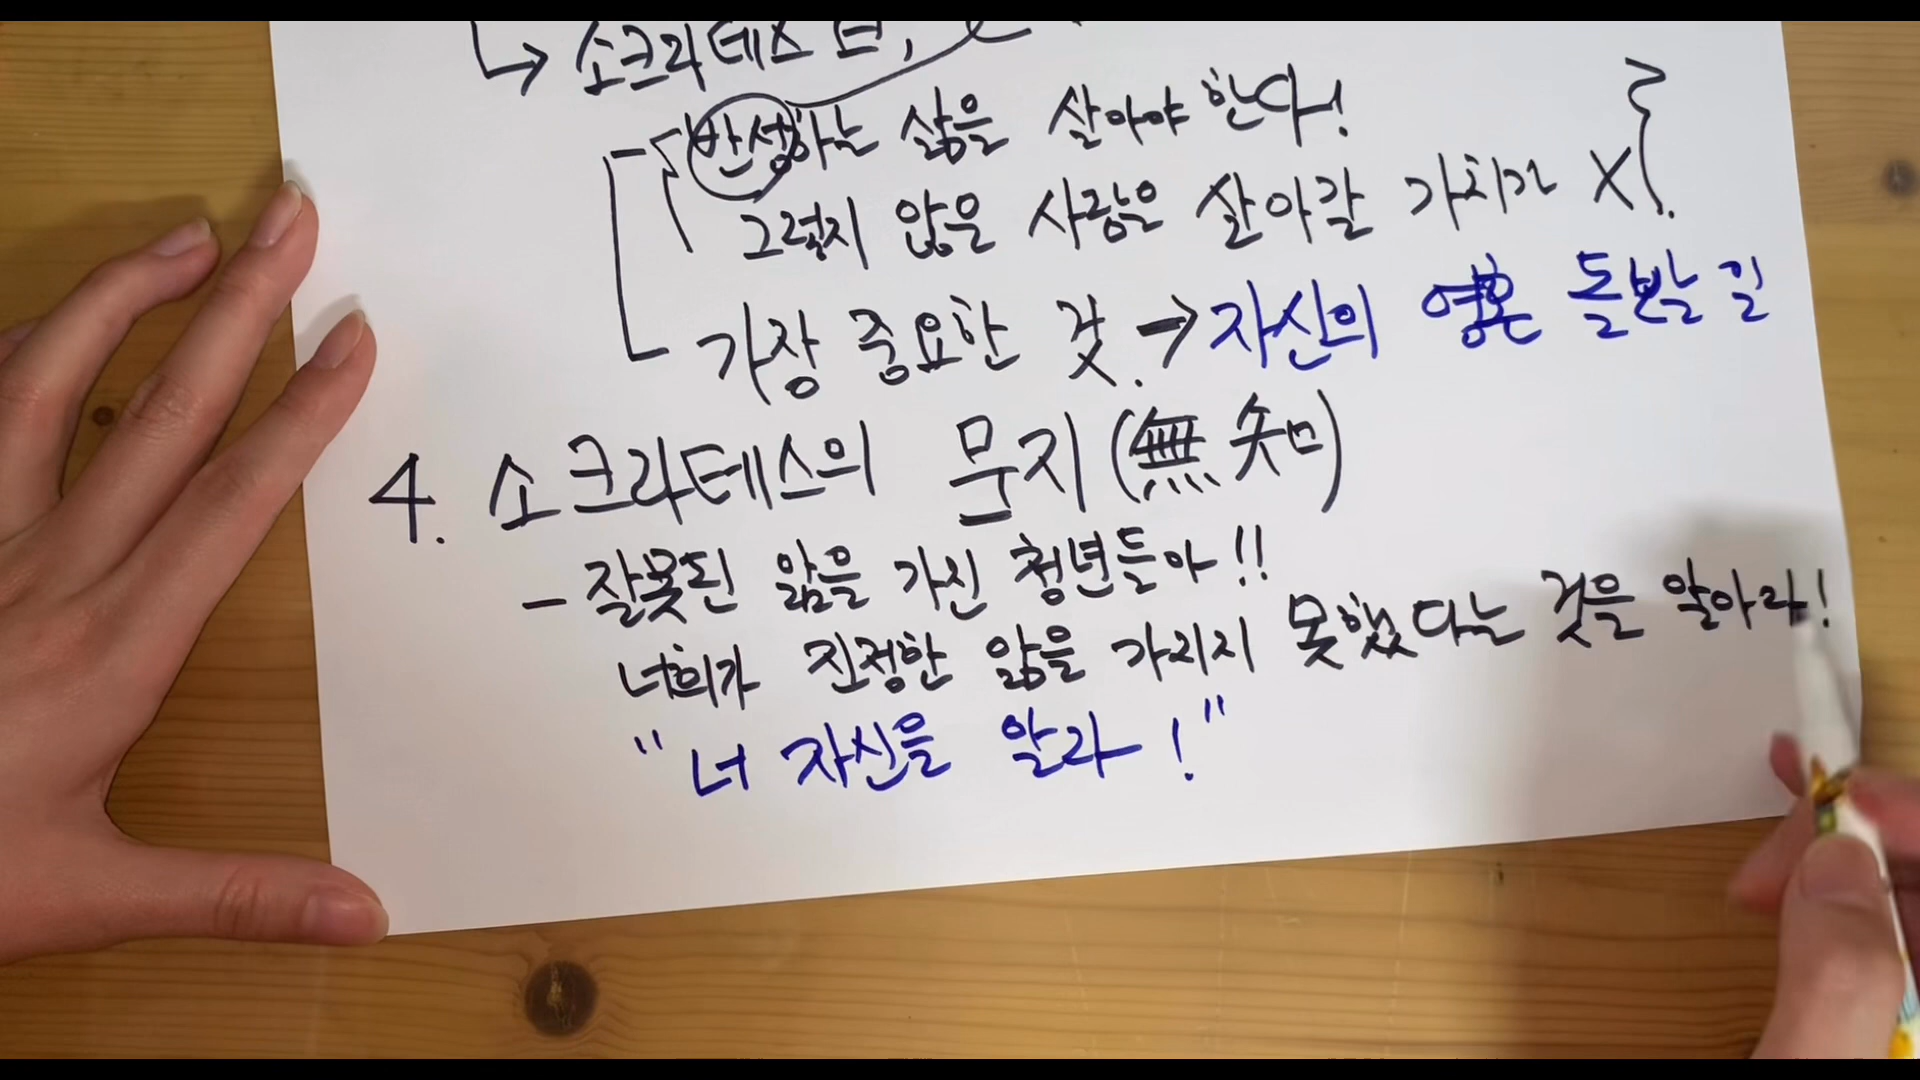 ↳ 소크라테스 曰,
반성하는 삶을 살아야 한다!
그렇지 않은 사람은 살아갈 가치가 X.
가장 중요한 것. → 자신의 영혼 돌봐야 길
4. 소크라테스의 무지(無知)
- 잘못된 앎을 가진 청년들아!!
너희가 진정한 앎을 가지지 못했다는 것을 알아라!
"너 자신을 알라!"